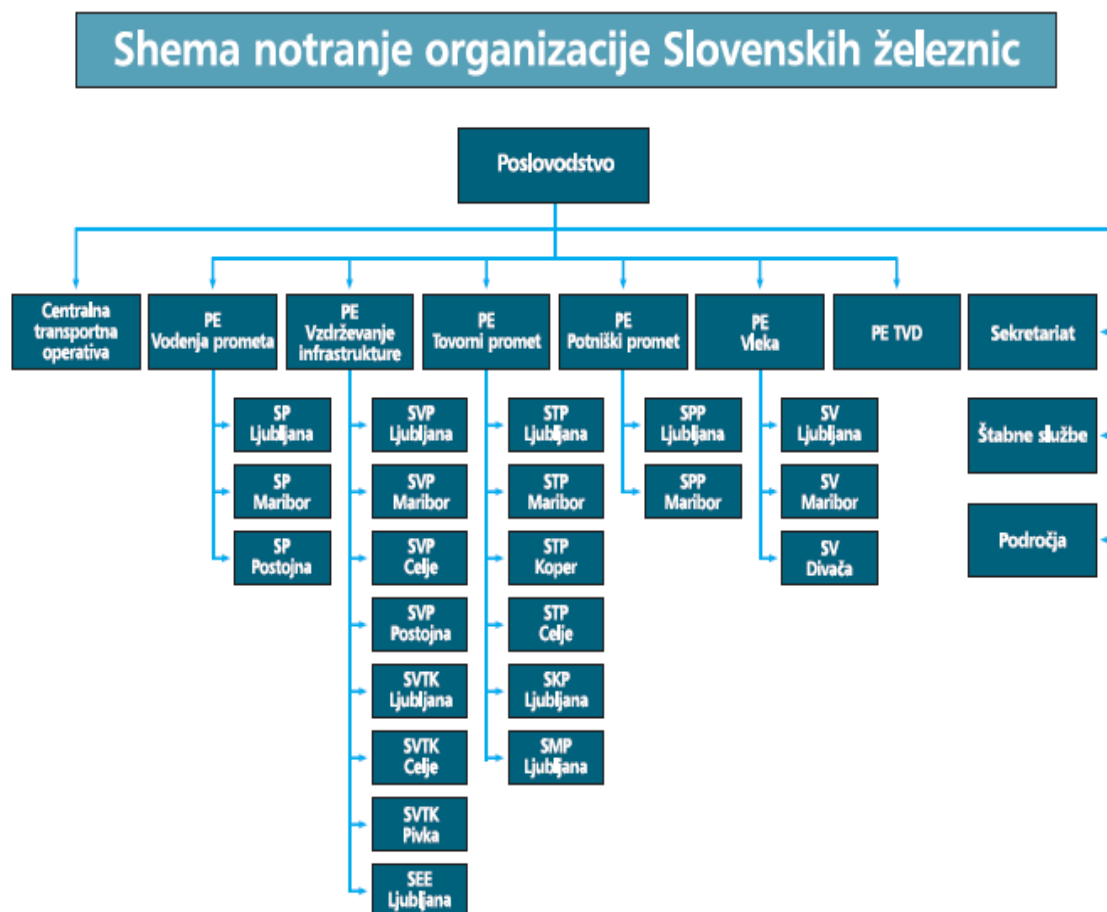 Shema notranje organizacije Slovenskih železnic
Poslovodstvo
Centralna
transportna
operativa
PE
Vodenja prometa
PE
Vzdrževanje
infrastrukture
PE
Tovorni promet
PE
Potniški promet
PE
Vleka
PE TVD
Sekretariat
SP
Ljubljana
SP
Maribor
SP
Postojna
SVP
Ljubljana
SVP
Maribor
SVP
Celje
SVP
Postojna
SVTK
Ljubljana
SVTK
Celje
SVTK
Pivka
SEE
Ljubljana
STP
Ljubljana
STP
Maribor
STP
Koper
STP
Celje
SKP
Ljubljana
SMP
Ljubljana
SPP
Ljubljana
SPP
Maribor
SV
Ljubljana
SV
Maribor
SV
Divača
Štabne službe
Področja